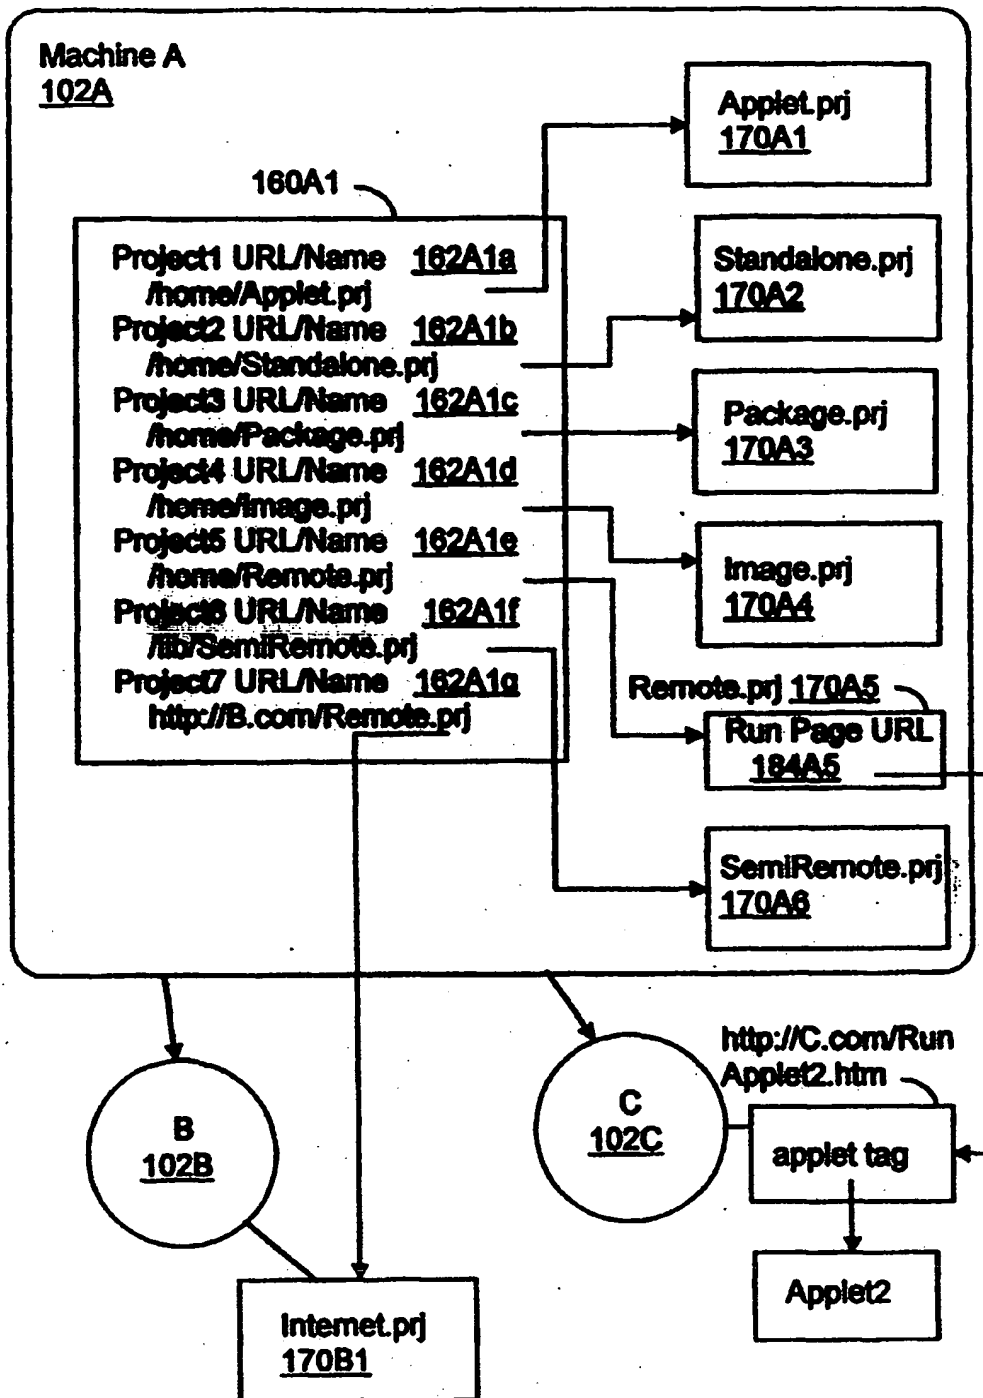 Machine A
102A
Applet.prj
170A1
160A1
Project1 URL/Name 162A1a
/home/Applet.prj
Project2 URL/Name 162A1b
/home/Standalone.prj
Project3 URL/Name 162A1c
/home/Package.prj
Project4 URL/Name 162A1d
/home/Image.prj
Project5 URL/Name 162A1e
/home/Remote.prj
Project6 URL/Name 162A1f
/lib/SemiRemote.prj
Project7 URL/Name 162A1g
http://B.com/Remote.prj
Standalone.prj
170A2
Package.prj
170A3
Image.prj
170A4
Remote.prj 170A5
Run Page URL
184A5
SemiRemote.prj
170A6
B
102B
C
102C
http://C.com/Run
Applet2.htm
applet tag
Applet2
Internet.prj
170B1